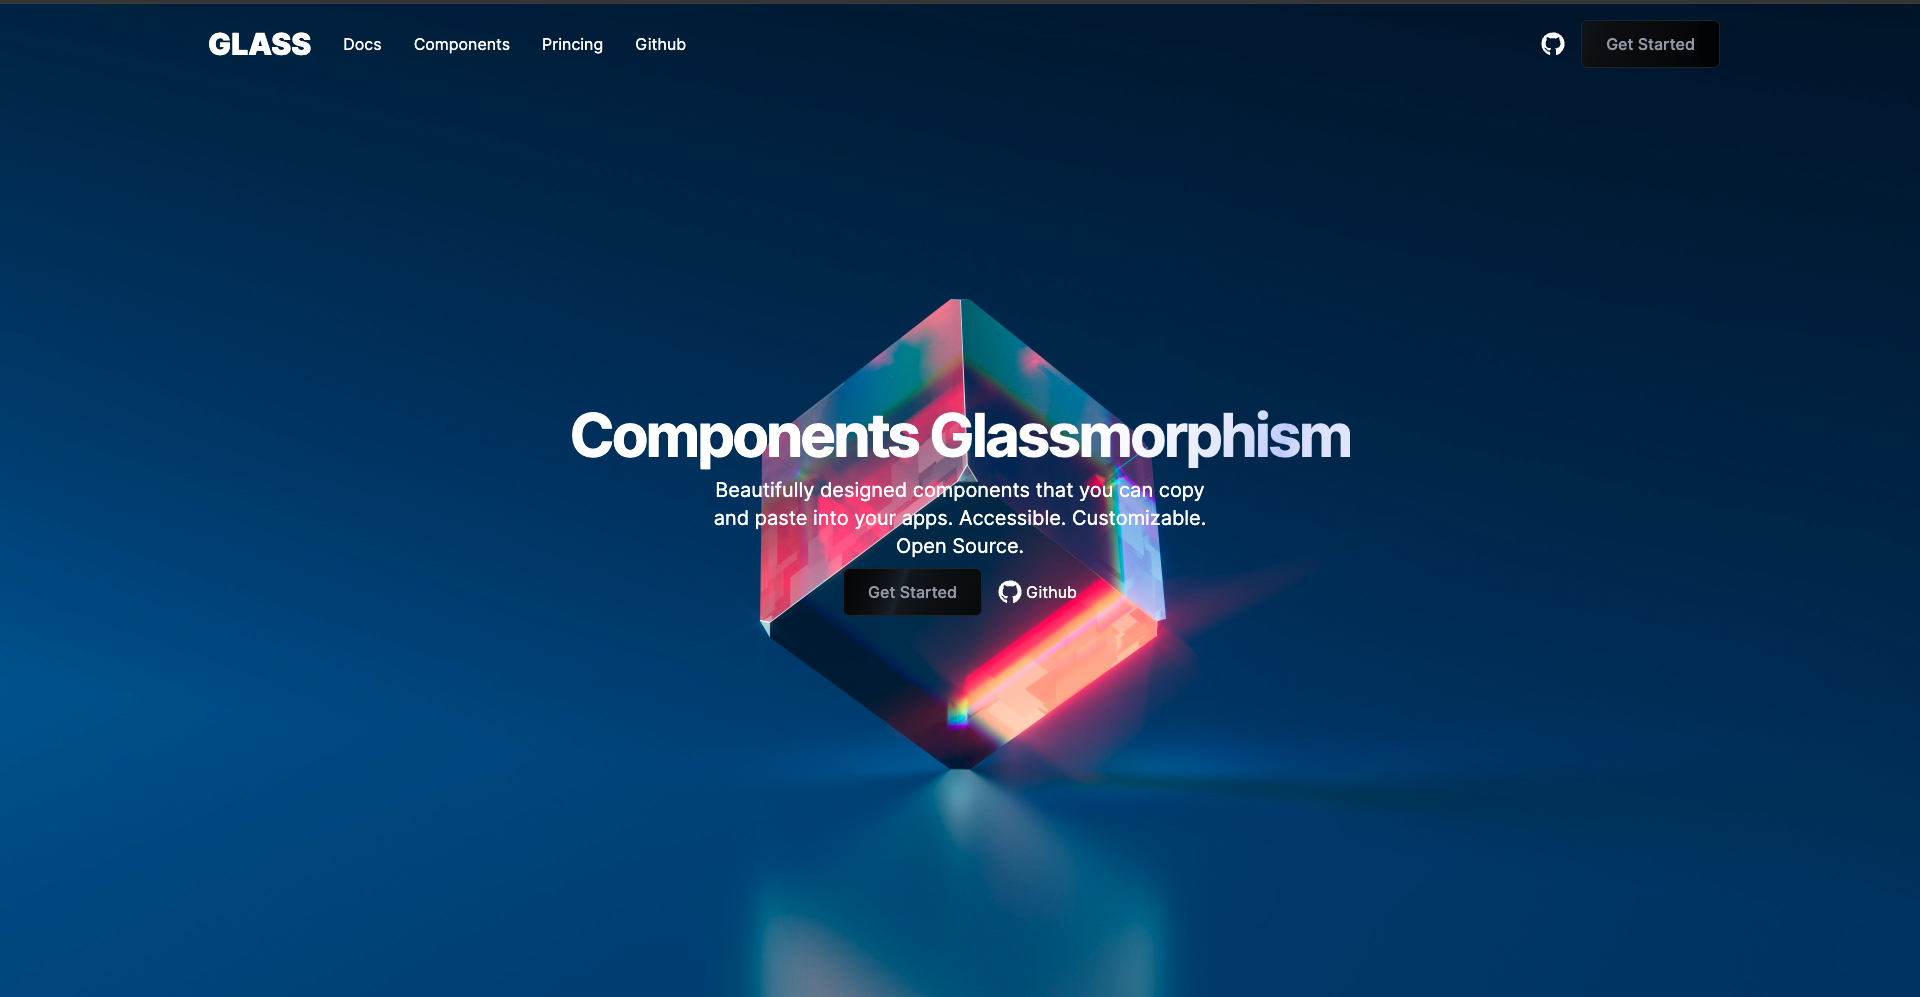 GLASS
Docs
Components
Princing
Github
Get Started
Components Glassmorphism
Beautifully designed components that you can copy
and paste into your apps. Accessible. Customizable.
Open Source.
Get Started
Github